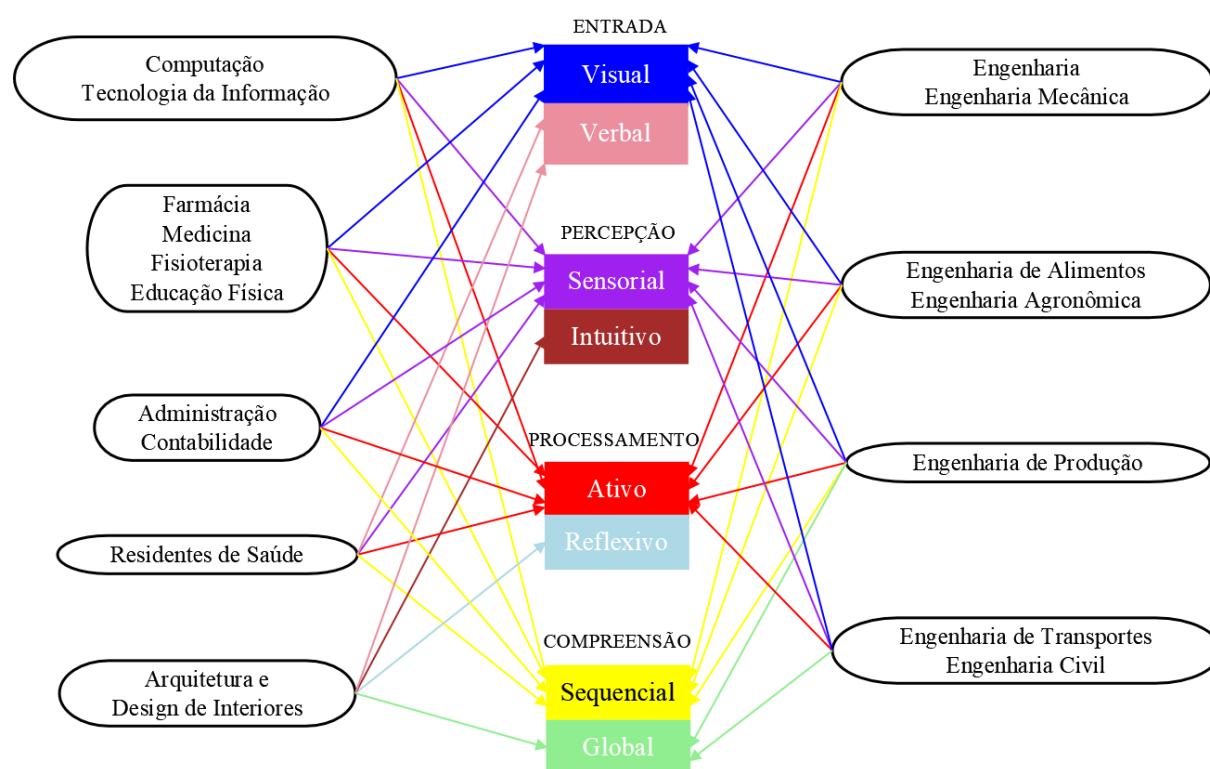 Computação
Tecnologia da Informação
Farmácia
Medicina
Fisioterapia
Educação Física
Administração
Contabilidade
Residentes de Saúde
Arquitetura e
Design de Interiores
ENTRADA
Visual
Verbal
PERCEPÇÃO
Sensorial
Intuitivo
PROCESSAMENTO
Ativo
Reflexivo
COMPREENSÃO
Sequencial
Global
Engenharia
Engenharia Mecânica
Engenharia de Alimentos
Engenharia Agronômica
Engenharia de Produção
Engenharia de Transportes
Engenharia Civil